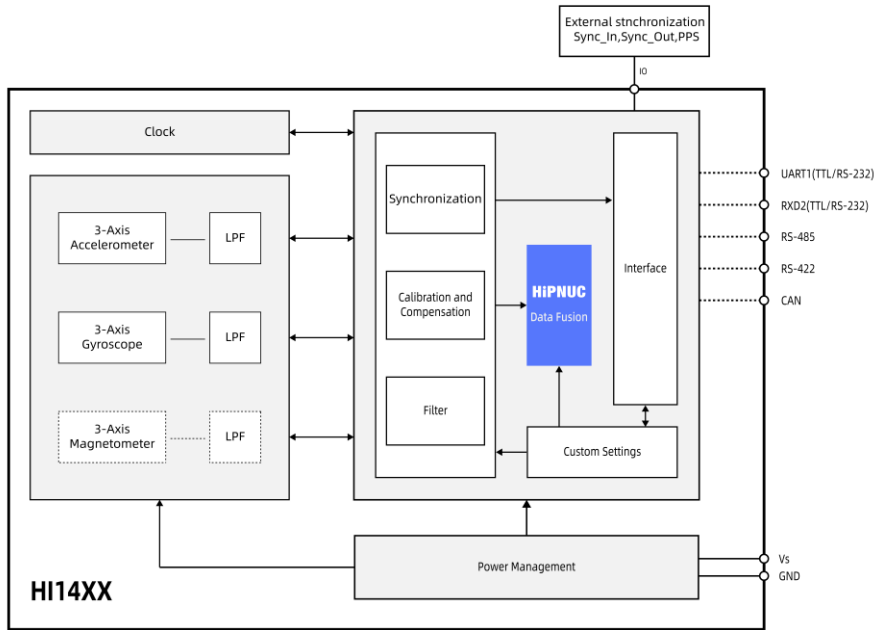 External stnchronization
Sync_In,Sync_Out,PPS
IO
Clock
3-Axis
Accelerometer
LPF
3-Axis
Gyroscope
LPF
3-Axis
Magnetometer
LPF
Synchronization
Calibration and
Compensation
Filter
HiPNUC
Data Fusion
Interface
Custom Settings
UART1(TTL/RS-232)
RXD2(TTL/RS-232)
RS-485
RS-422
CAN
Power Management
Vs
GND
HI14XX